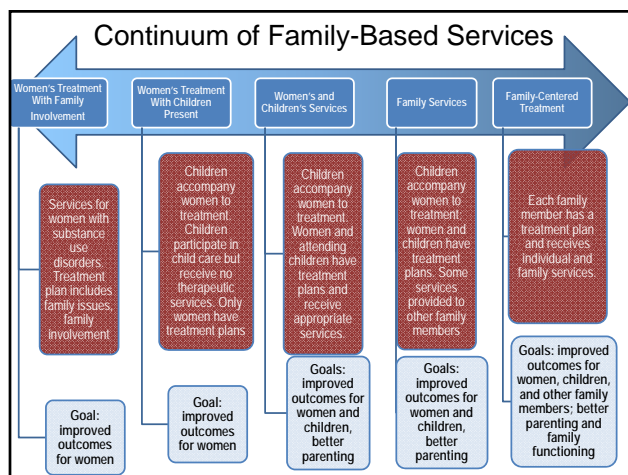 Continuum of Family-Based Services
Women's Treatment
With Family
Involvement
Women's Treatment
With Children
Present
Women's and
Children's Services
Family Services
Family-Centered
Treatment
Services for
women with
substance
use
disorders.
Treatment
plan includes
family issues,
family
involvement
Children
accompany
women to
treatment.
Children
participate in
child care but
receive no
therapeutic
services. Only
women have
treatment plans
Children
accompany
women to
treatment.
Women and
attending
children have
treatment
plans and
receive
appropriate
services.
Children
accompany
women to
treatment;
women and
children have
treatment
plans. Some
services
provided to
other family
members
Each family
member has a
treatment plan
and receives
individual and
family services.
Goal:
improved
outcomes
for women
Goal:
improved
outcomes
for women
Goals:
improved
outcomes for
women and
children,
better
parenting
Goals:
improved
outcomes for
women and
children,
better parenting
Goals: improved
outcomes for
women, children,
and other family
members; better
parenting and
family
functioning